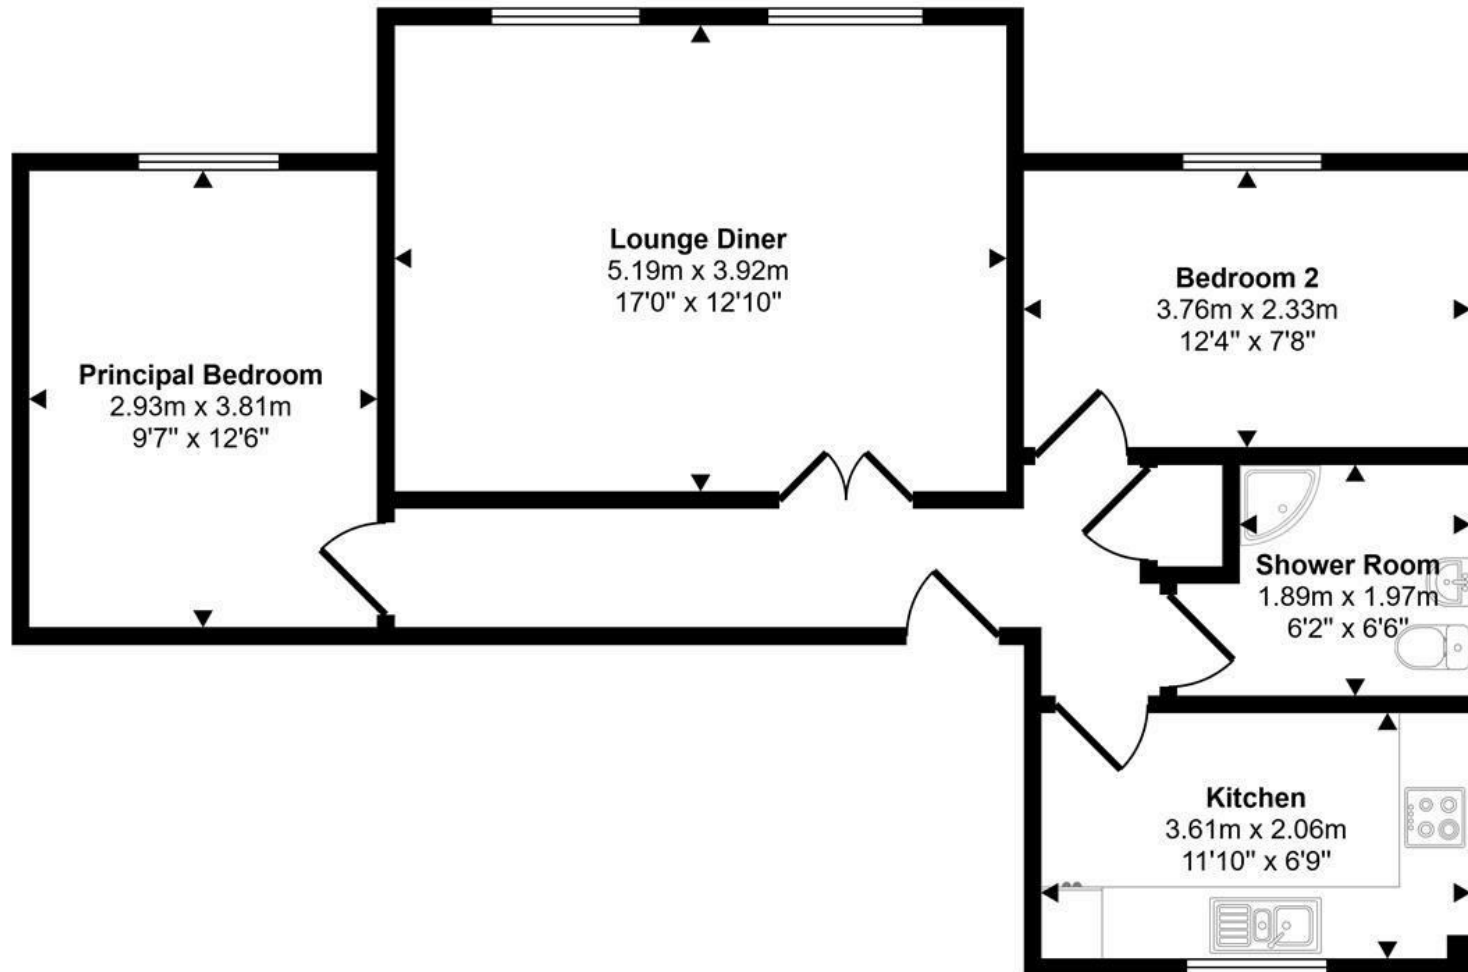 Lounge Diner
5.19m x 3.92m
17'0" x 12'10"
Bedroom 2
3.76m x 2.33m
12'4" x 7'8"
Principal Bedroom
2.93m x 3.81m
9'7" x 12'6"
Shower Room
1.89m x 1.97m
6'2" x 6'6"
Kitchen
3.61m x 2.06m
11'10" x 6'9"